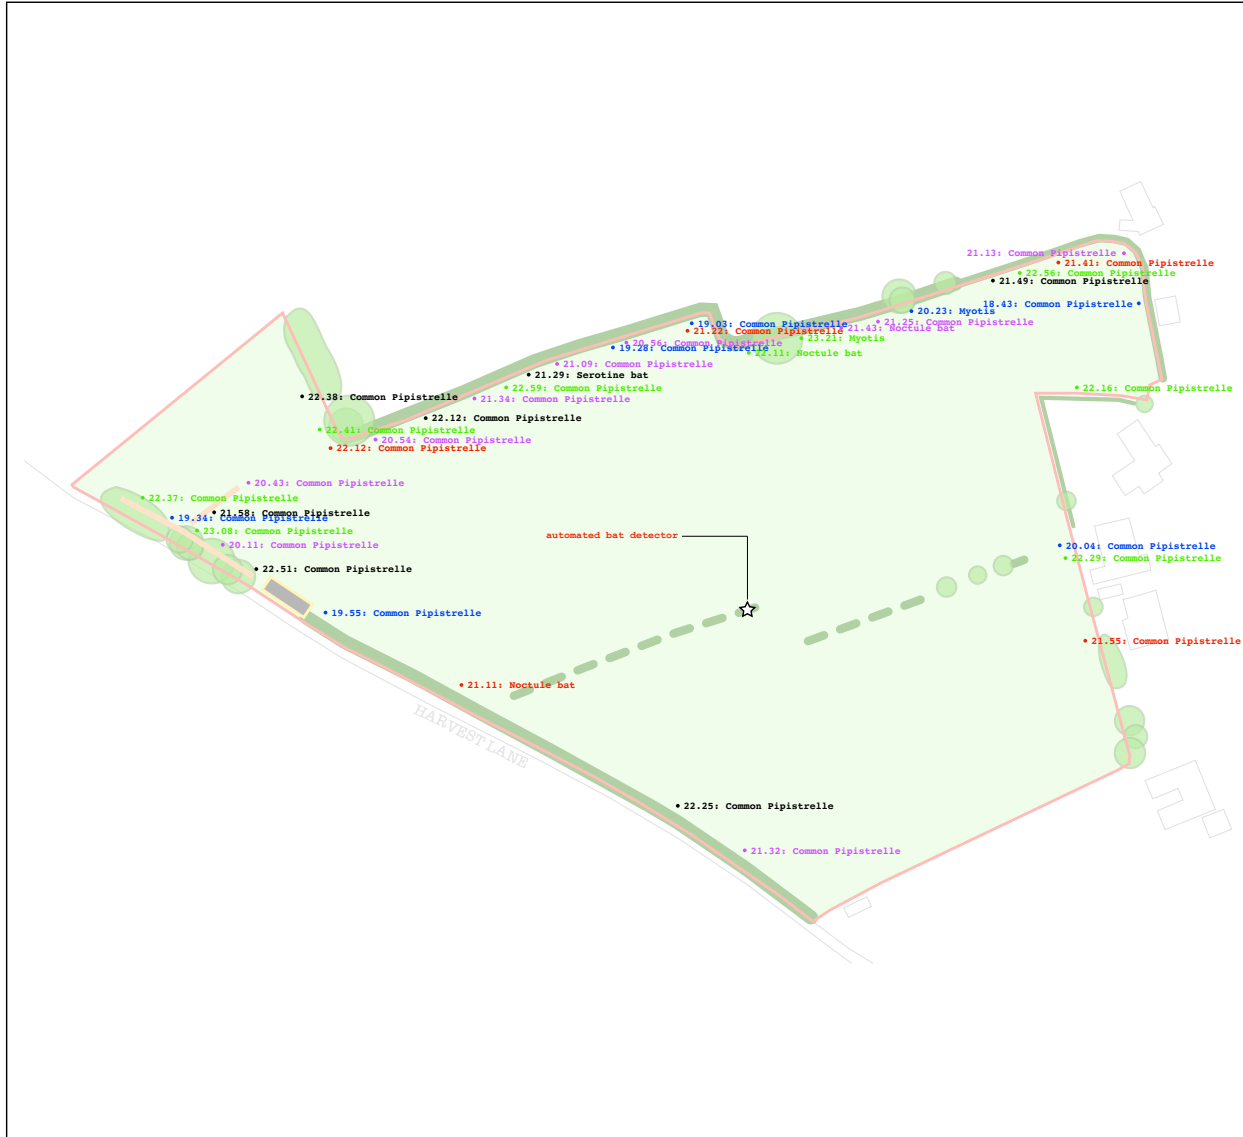 21.13: Common Pipistrelle
21.41: Common Pipistrelle
22.56: Common Pipistrelle
21.49: Common Pipistrelle
18.43: Common Pipistrelle
20.23: Myotis
19.03: Common Pipistrelle
21.25: Common Pipistrelle
21.43: Noctule bat
21.22: Common Pipistrelle
23.21: Myotis
20.56: Common Pipistrelle
19.28: Common Pipistrelle
22.11: Noctule bat
21.09: Common Pipistrelle
21.29: Serotine bat
22.59: Common Pipistrelle
22.16: Common Pipistrelle
22.38: Common Pipistrelle
21.34: Common Pipistrelle
22.12: Common Pipistrelle
22.41: Common Pipistrelle
20.54: Common Pipistrelle
22.12: Common Pipistrelle
20.43: Common Pipistrelle
22.37: Common Pipistrelle
21.58: Common Pipistrelle
19.34: Common Pipistrelle
23.08: Common Pipistrelle
automated bat detector
20.11: Common Pipistrelle
20.04: Common Pipistrelle
22.29: Common Pipistrelle
22.51: Common Pipistrelle
19.55: Common Pipistrelle
21.55: Common Pipistrelle
21.11: Noctule bat
HARVEST LANE
22.25: Common Pipistrelle
21.32: Common Pipistrelle